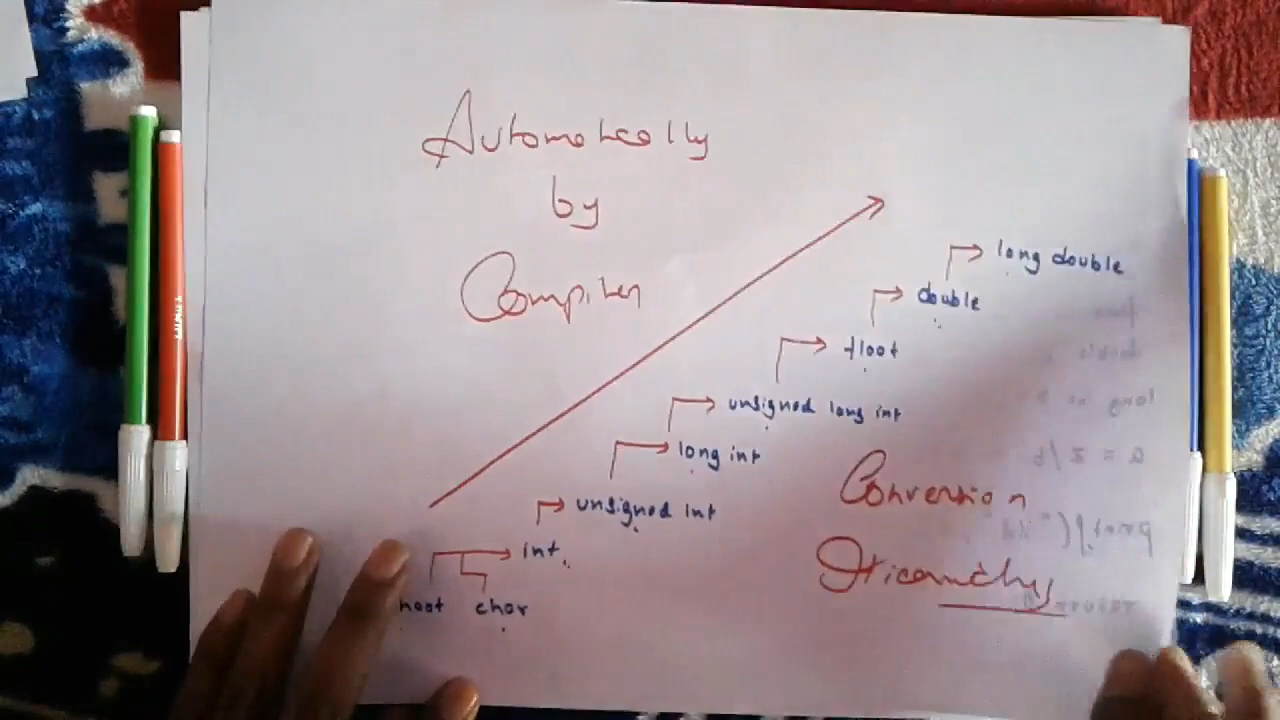 Automatically
by
Compiler
long double
double
float
unsigned long int
long int
Conversion
unsigned int
int
Hierarchy
char